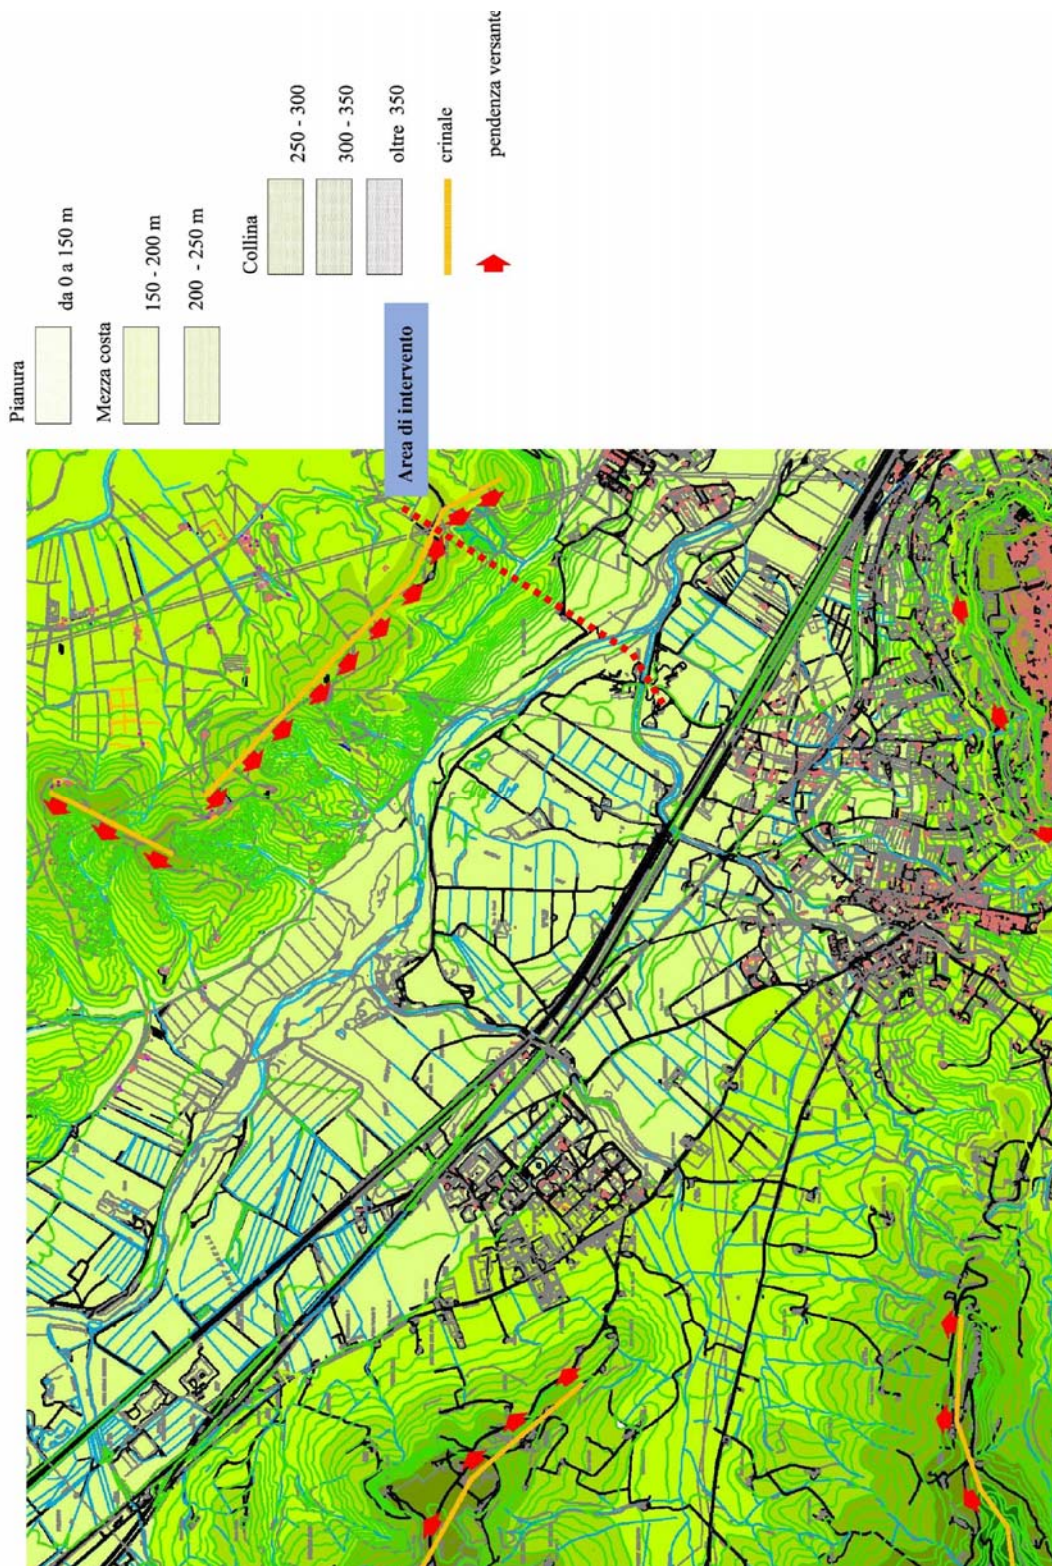 Pianura
da 0 a 150 m
Mezza costa
150 - 200 m
200 - 250 m
Collina
250 - 300
300 - 350
oltre 350
crinale
pendenza versante
Area di intervento